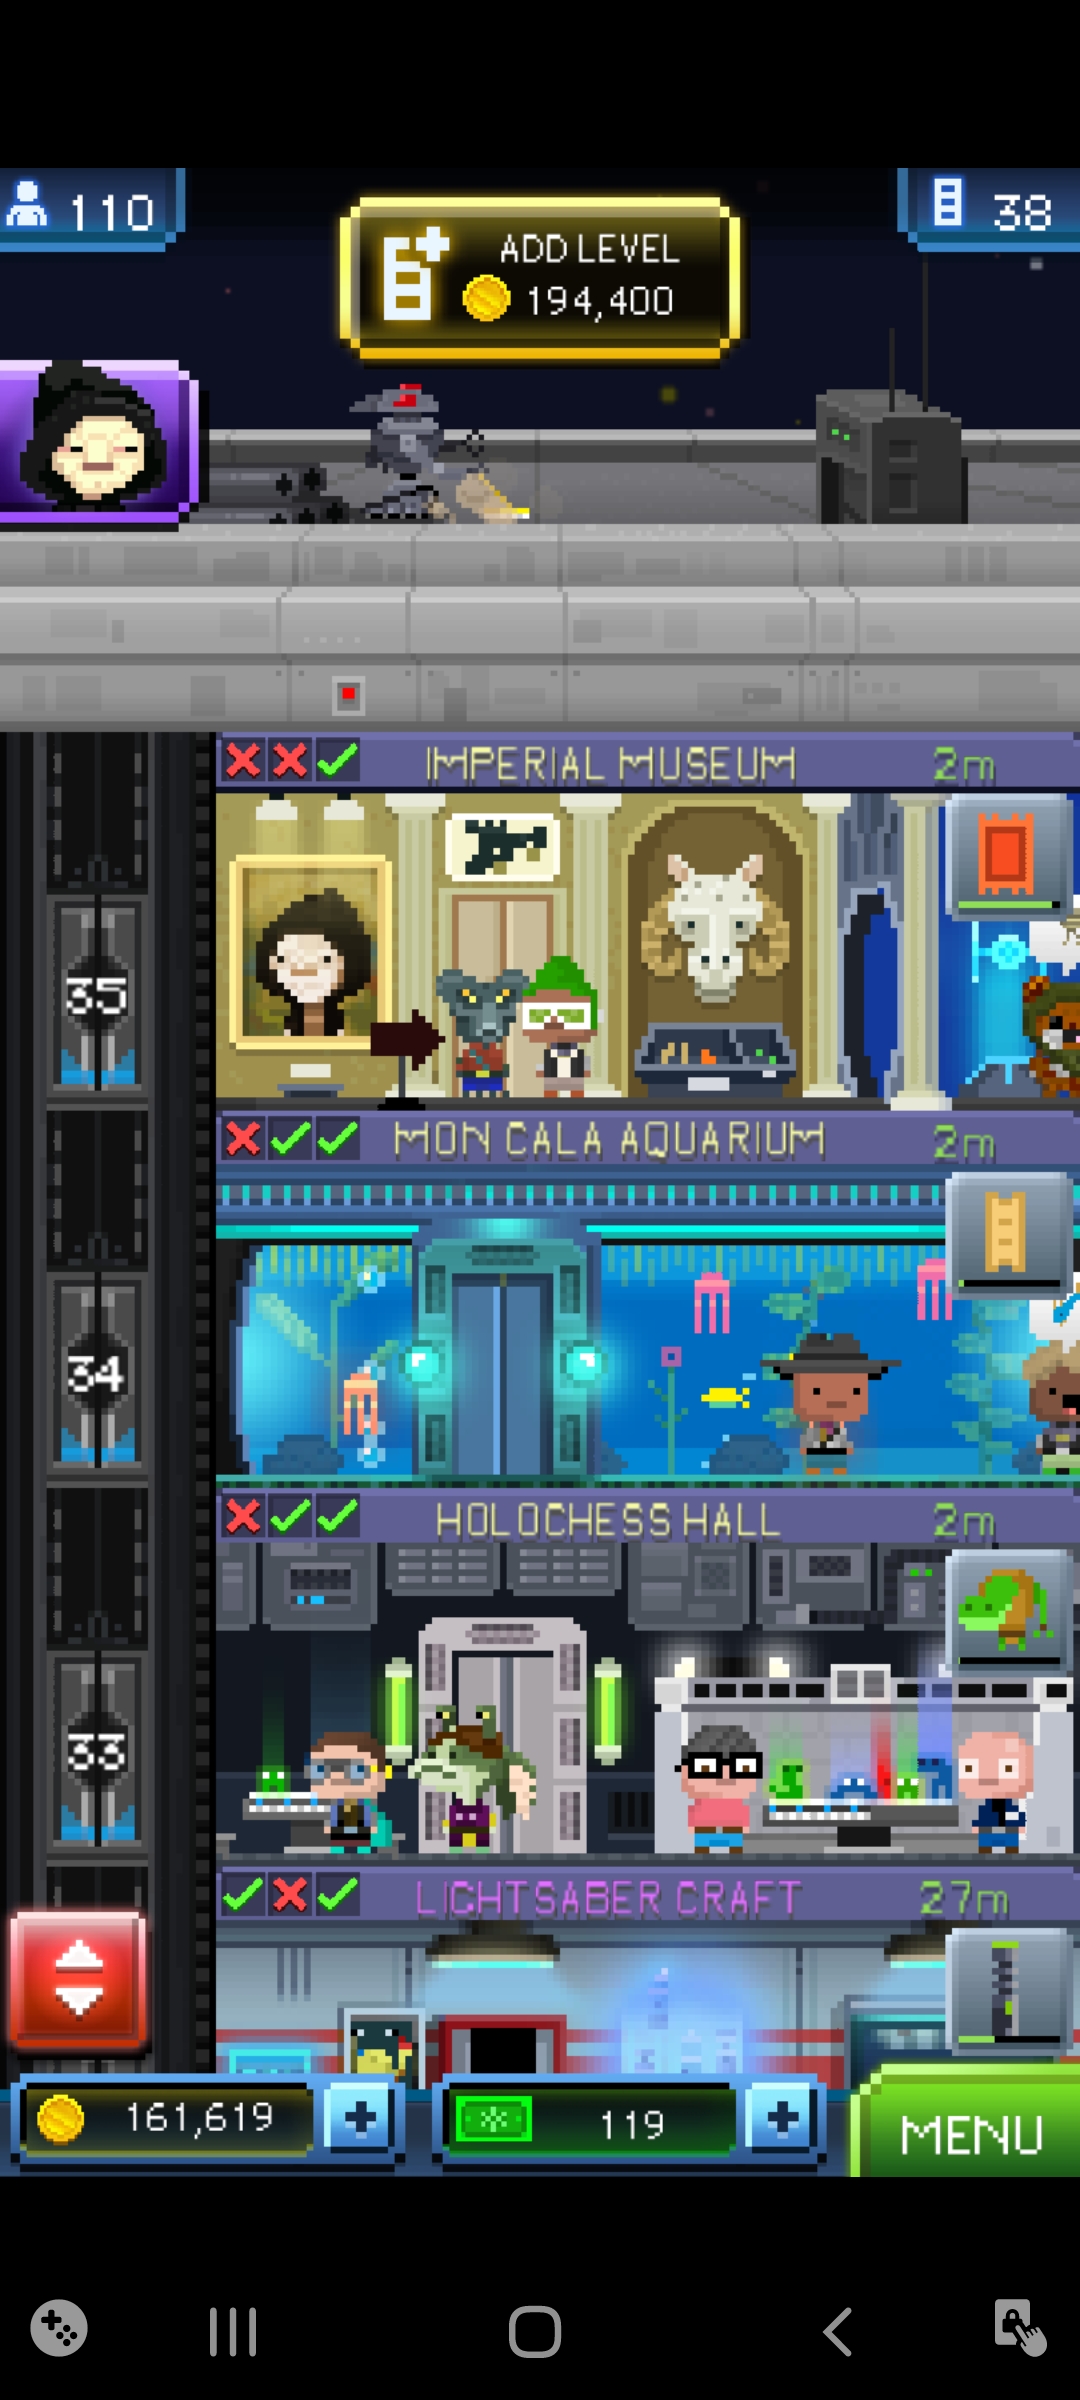 110
ADD LEVEL
194,400
38
IMPERIAL MUSEUM 2m
35
MON CALA AQUARIUM 2m
34
HOLOCHESS HALL 2m
33
LIGHTSABER CRAFT 27m
161,619
119
MENU